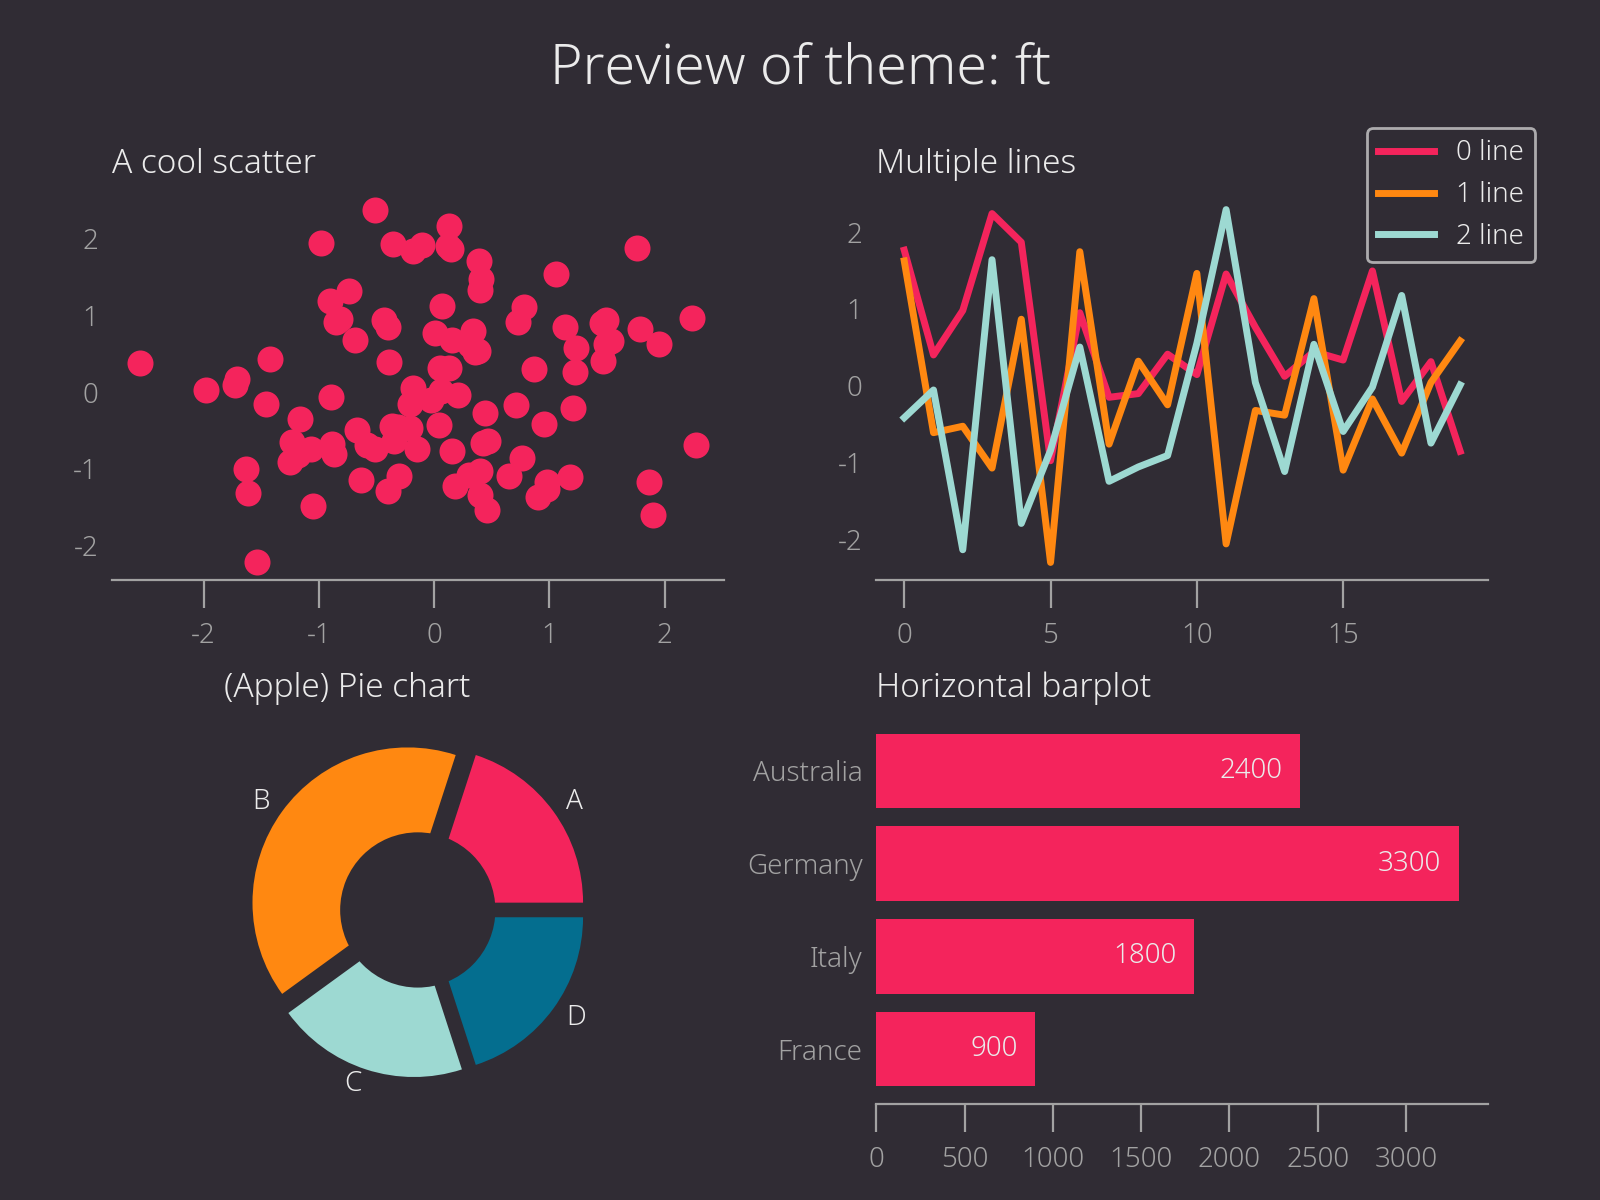 Preview of theme: ft
A cool scatter
2
1
0
-1
-2
-2 -1 0 1 2
Multiple lines
0 line
1 line
2 line
2
1
0
-1
-2
0 5 10 15
(Apple) Pie chart
B
A
D
C
Horizontal barplot
Australia 2400
Germany 3300
Italy 1800
France 900
0 500 1000 1500 2000 2500 3000